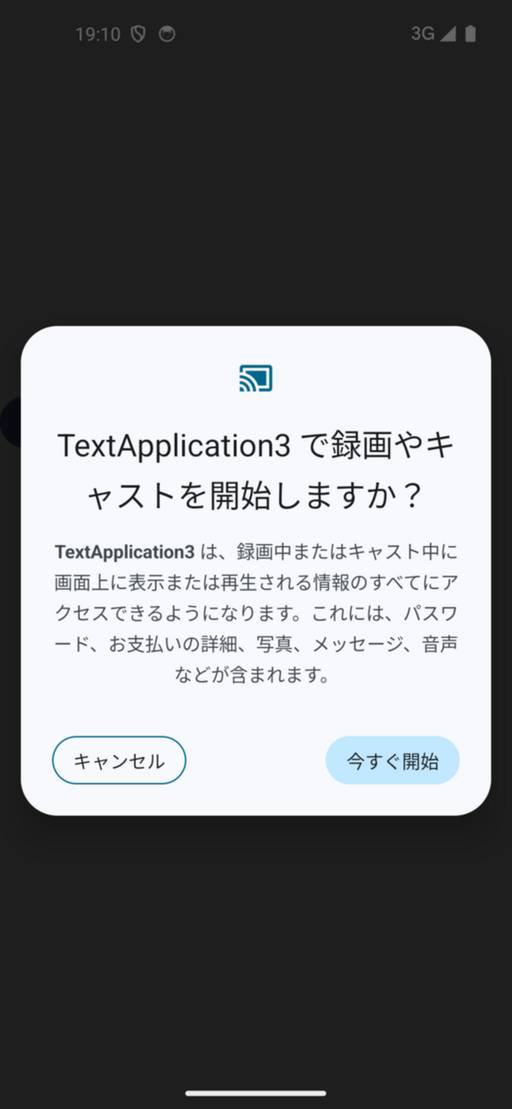 19:10
3G
TextApplication3 で録画やキ
ャストを開始しますか？
TextApplication3 は、録画中またはキャスト中に
画面上に表示または再生される情報のすべてにア
クセスできるようになります。これには、パスワ
ード、お支払いの詳細、写真、メッセージ、音声
などが含まれます。
キャンセル
今すぐ開始